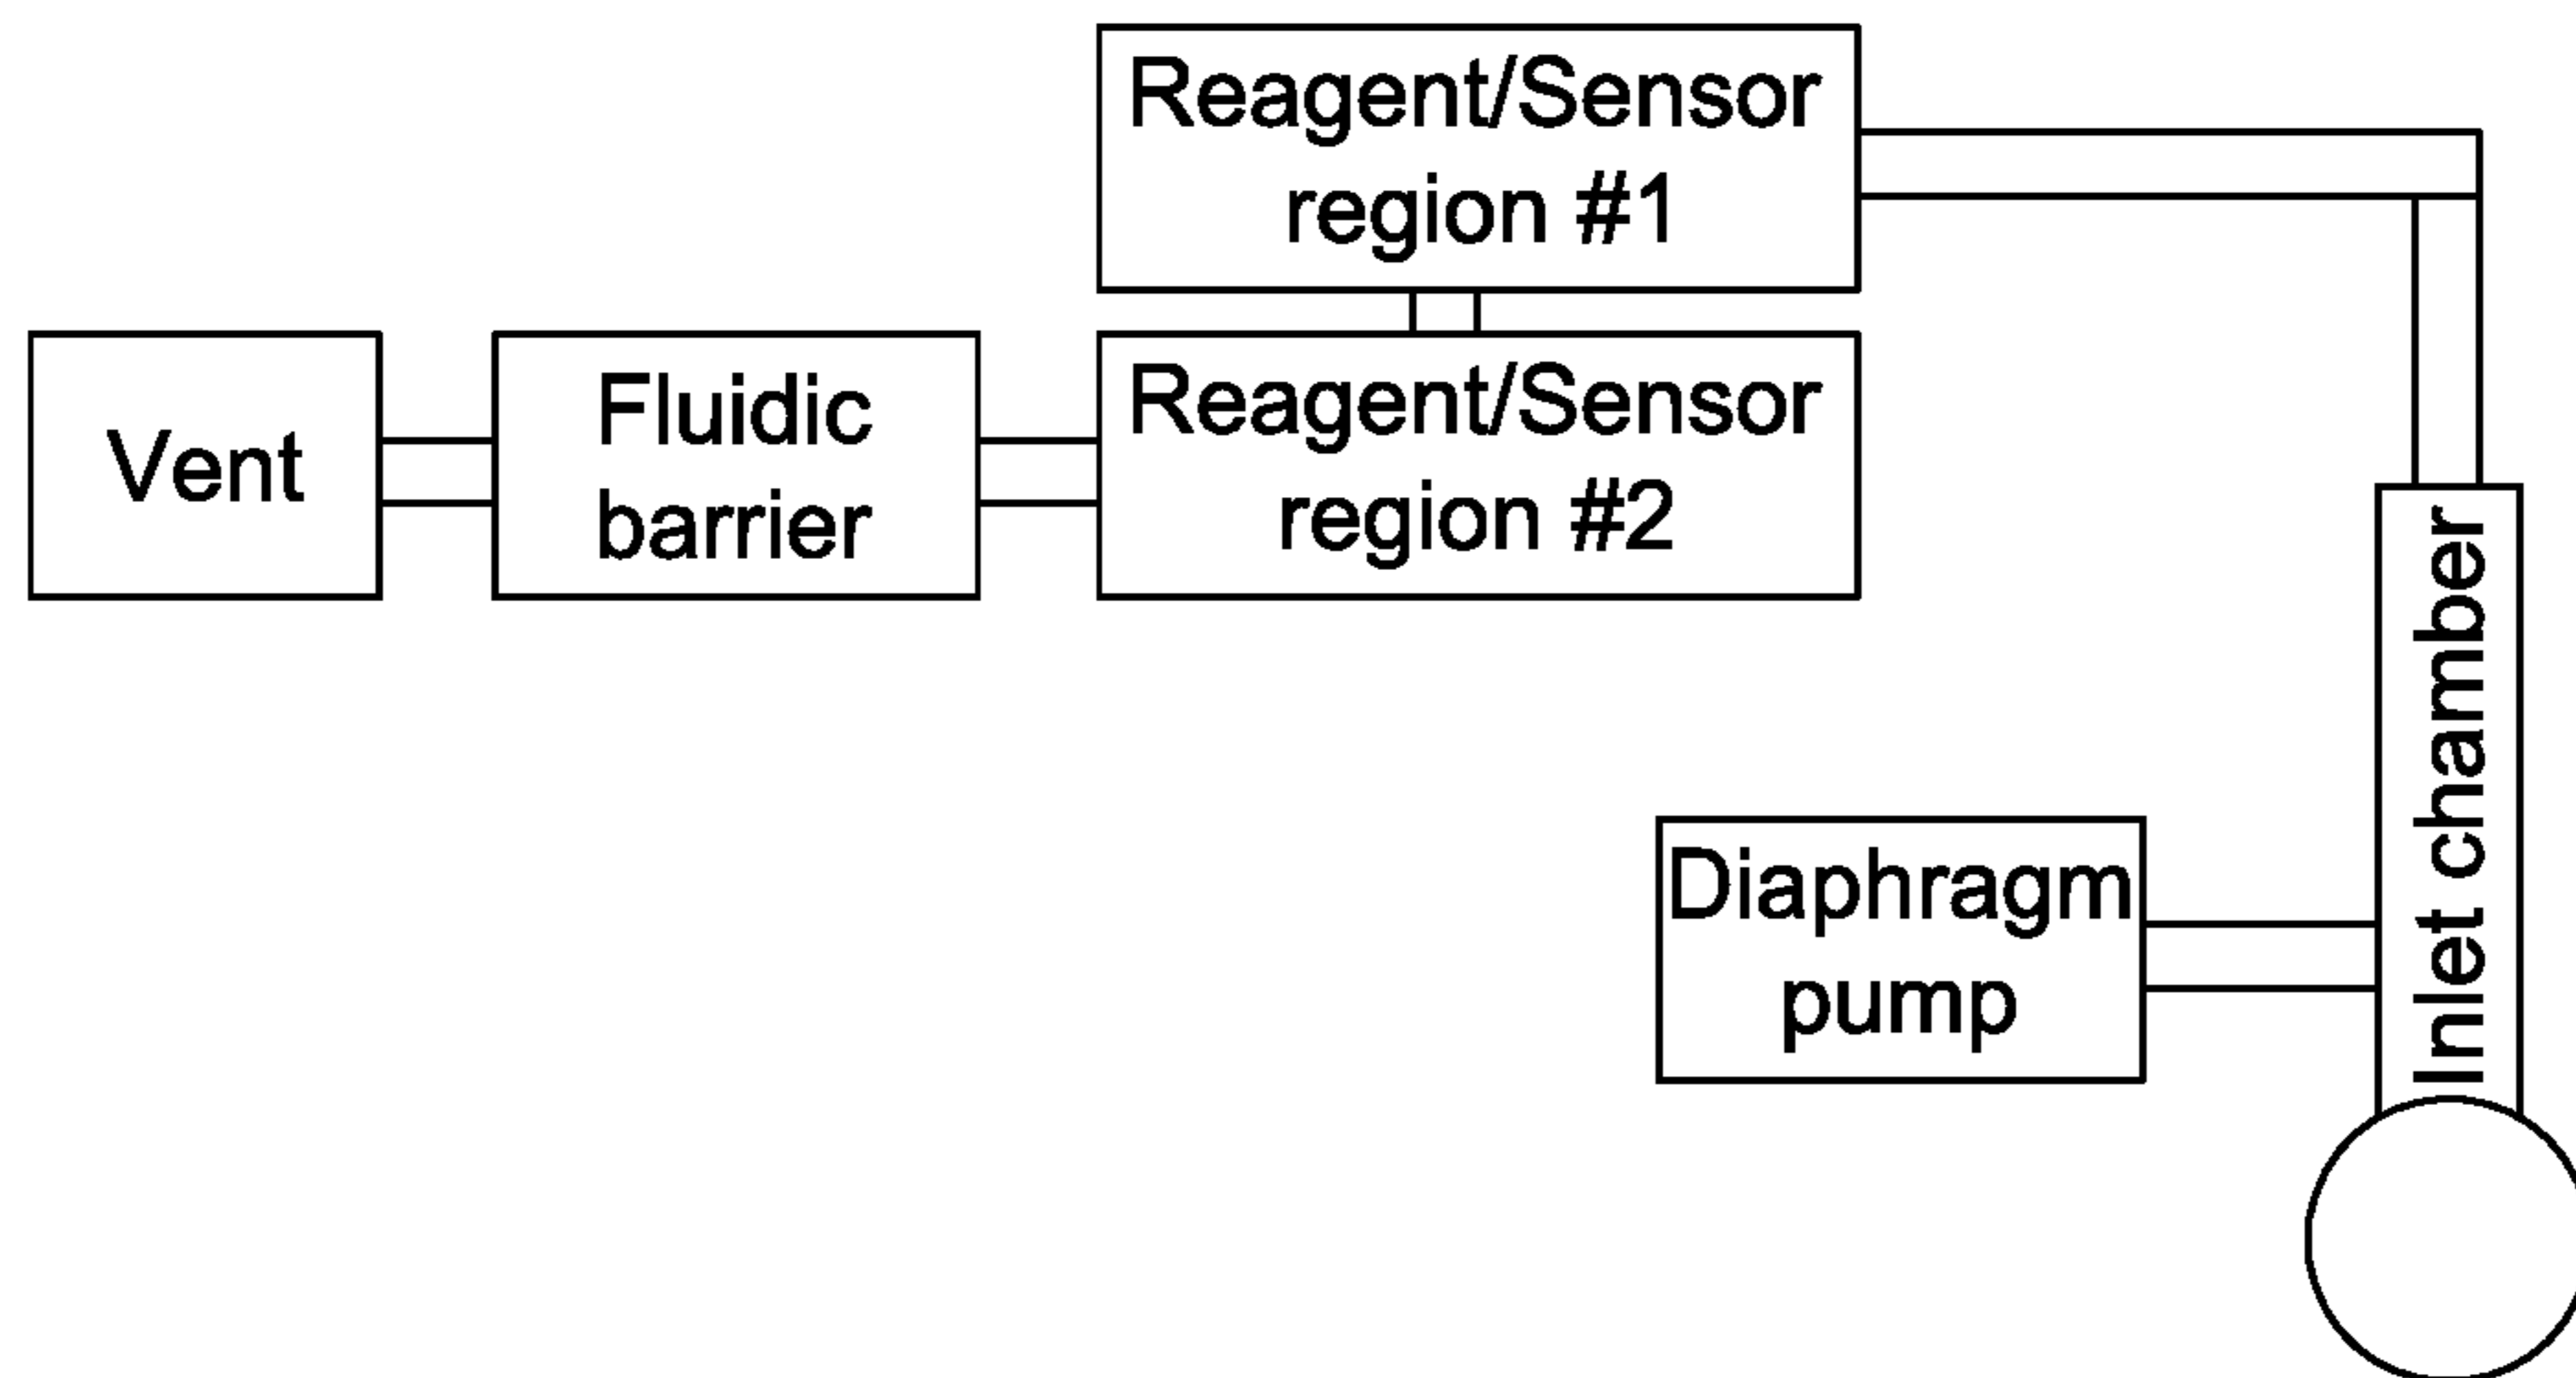 Reagent/Sensor
region #1
Vent
Fluidic
barrier
Reagent/Sensor
region #2
Inlet chamber
Diaphragm
pump